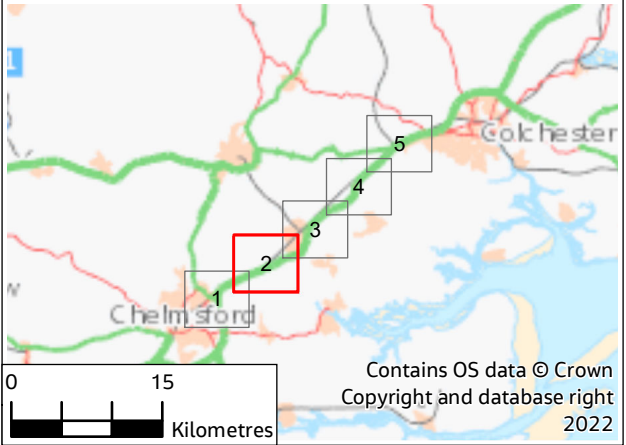 1
Colchester
5
4
3
2
1
w
Chelmsford
0 15
Kilometres
Contains OS data © Crown
Copyright and database right
2022